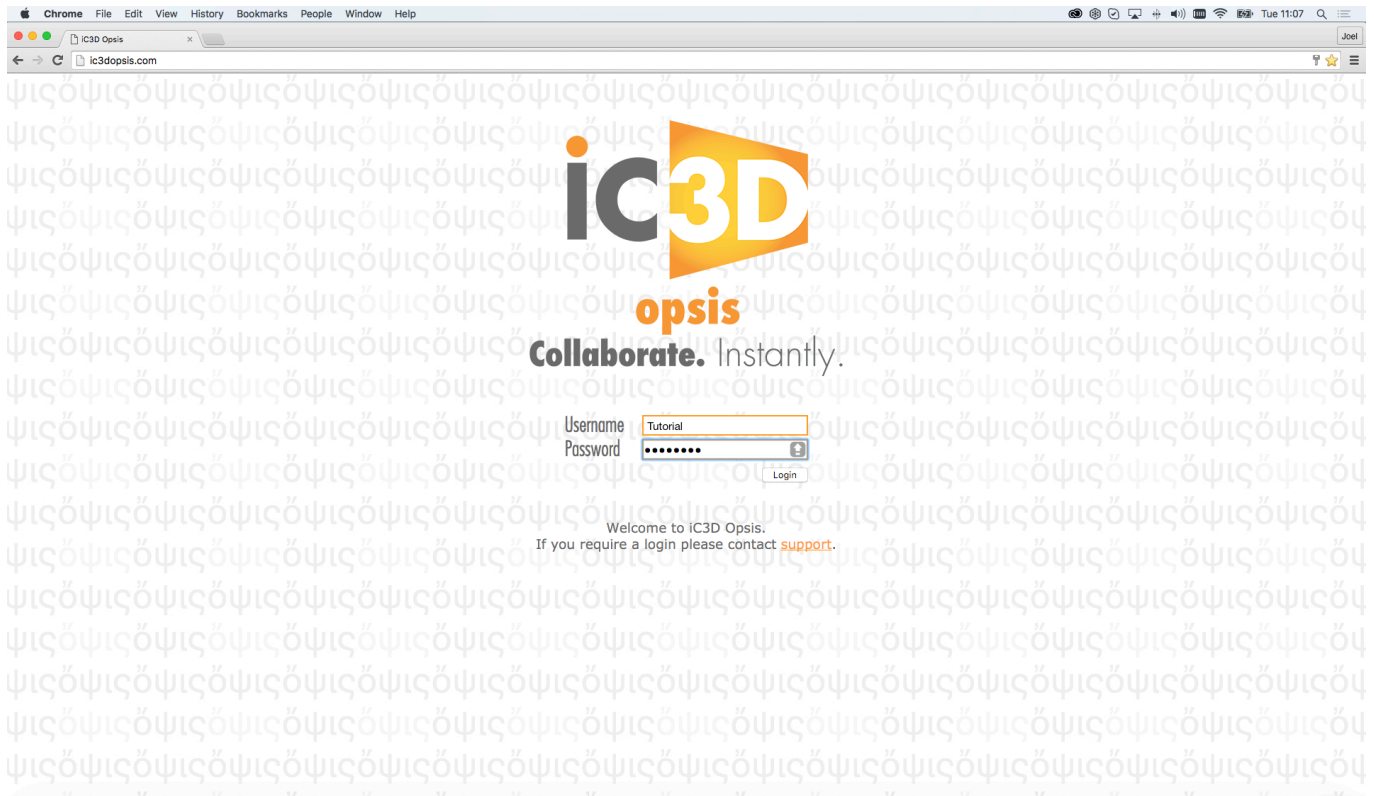 Chrome File Edit View History Bookmarks People Window Help Tue 11:07
iC3D Opsis Joel
ic3dopsis.com
iC3D
opsis
Collaborate. Instantly.
Username Tutorial
Password ••••••••
Login
Welcome to iC3D Opsis.
If you require a login please contact support.